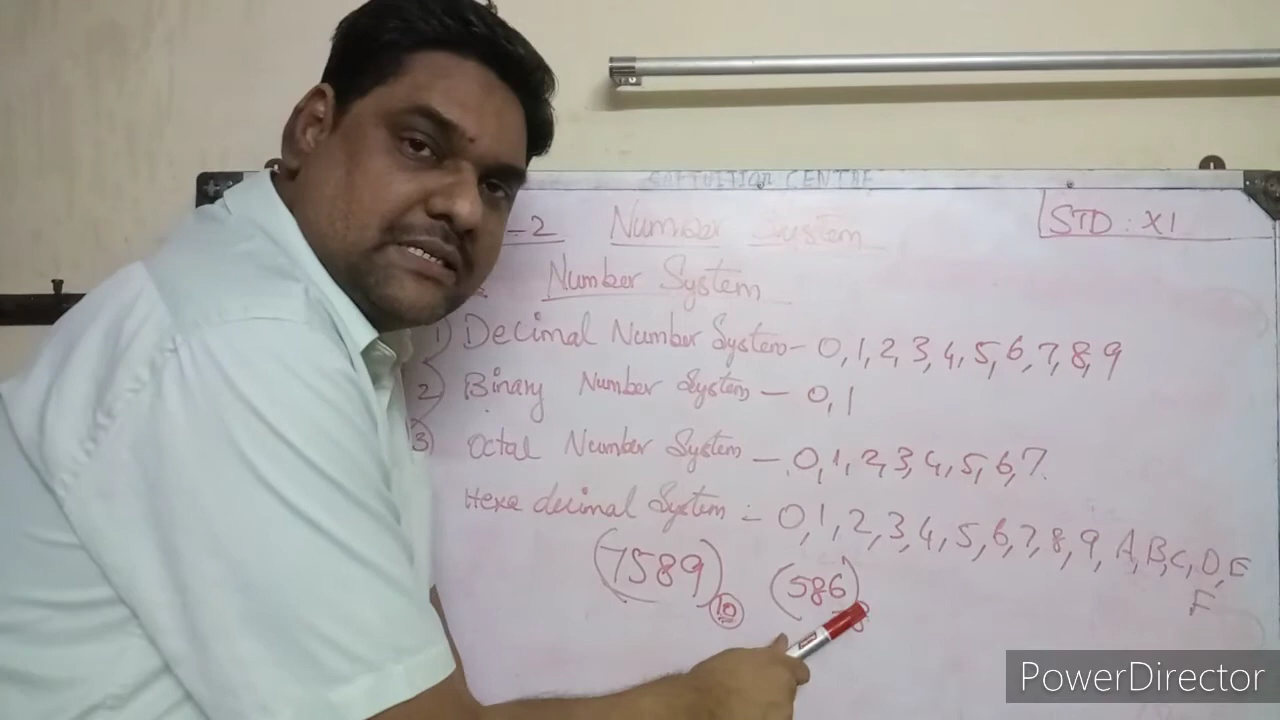 CENTRE
-2 Number System
STD : XI
Number System
1) Decimal Number System - 0,1,2,3,4,5,6,7,8,9
2) Binary Number System - 0,1
3) Octal Number System - 0,1,2,3,4,5,6,7
Hexa decimal System - 0,1,2,3,4,5,6,7,8,9, A,B,C,D,E
F
(7589)10 (586)
PowerDirector